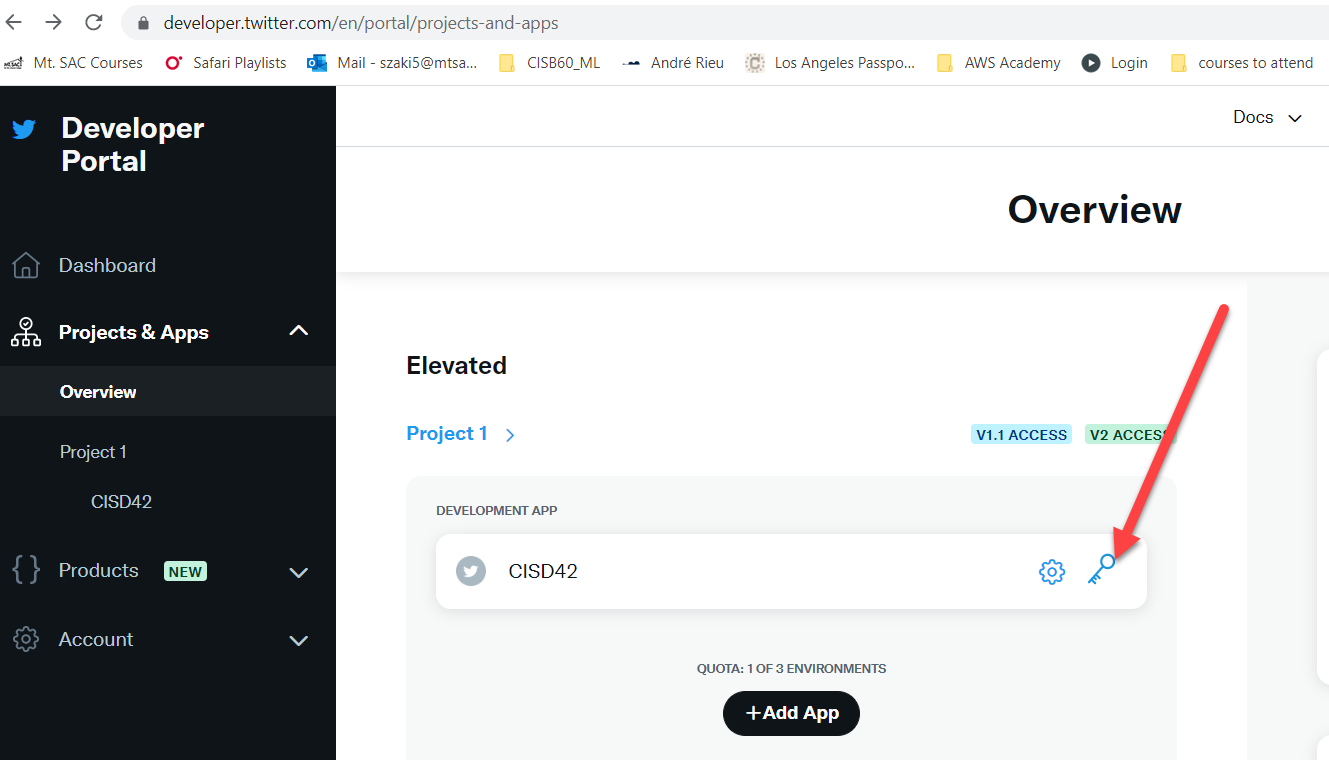 developer.twitter.com/en/portal/projects-and-apps
Mt. SAC Courses Safari Playlists Mail - szaki5@mtsa... CISB60_ML André Rieu Los Angeles Passpo... AWS Academy Login courses to attend
Developer
Portal
Docs
Overview
Dashboard
Projects & Apps
Overview
Project 1
CISD42
Products NEW
Account
Elevated
Project 1
V1.1 ACCESS V2 ACCESS
DEVELOPMENT APP
CISD42
QUOTA: 1 OF 3 ENVIRONMENTS
+Add App